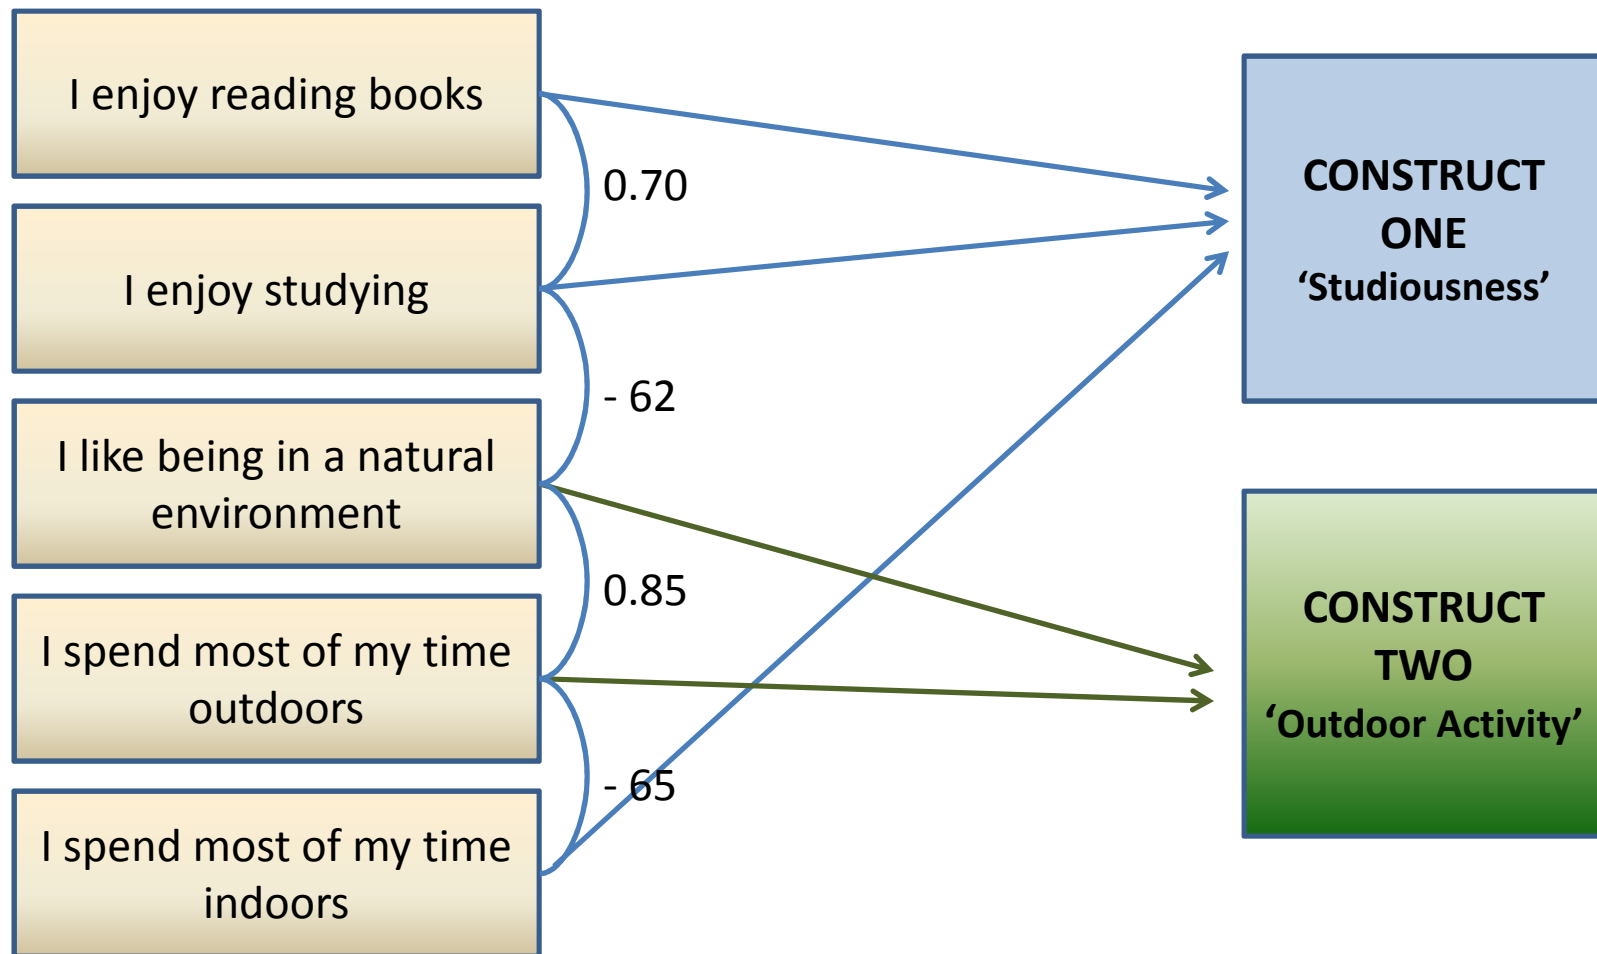 I enjoy reading books
0.70
I enjoy studying
- 62
I like being in a natural
environment
0.85
I spend most of my time
outdoors
- 65
I spend most of my time
indoors
CONSTRUCT
ONE
‘Studiousness’
CONSTRUCT
TWO
‘Outdoor Activity’